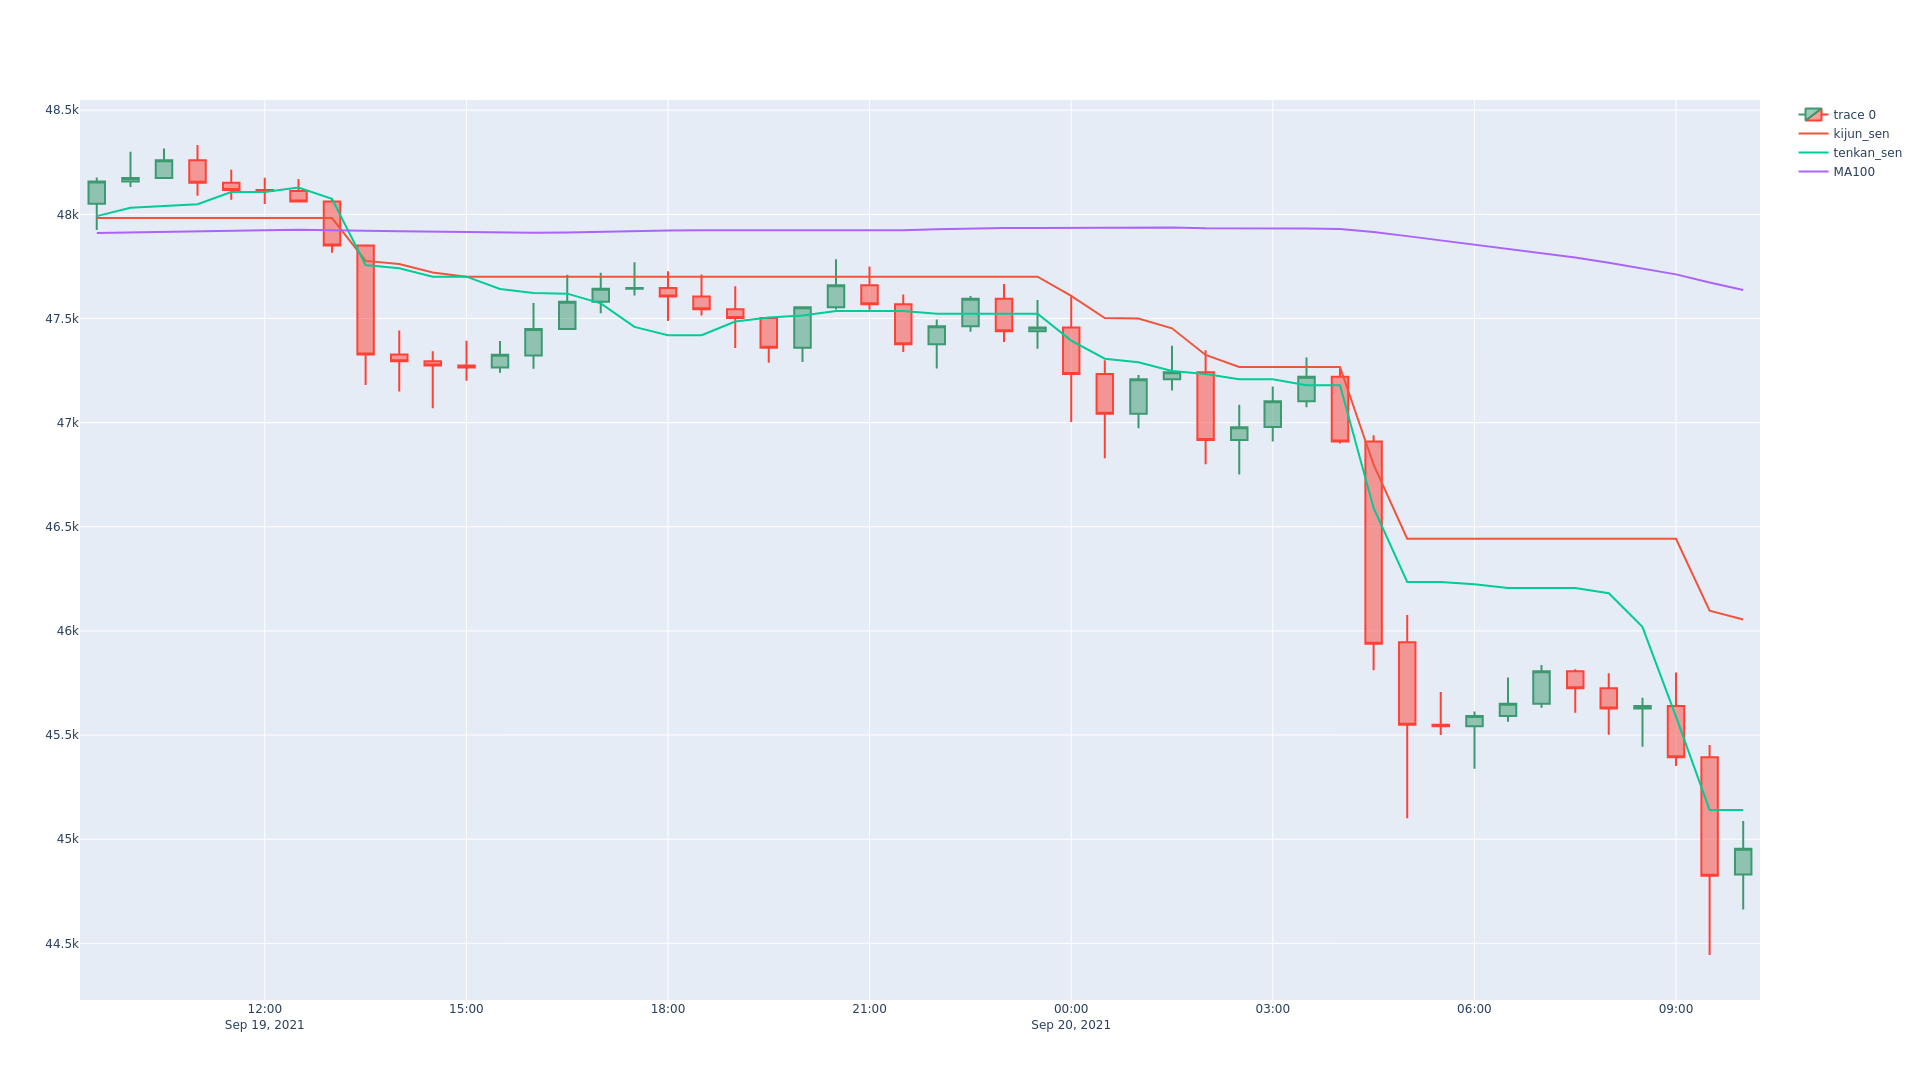 48.5k
48k
47.5k
47k
46.5k
46k
45.5k
45k
44.5k
12:00
Sep 19, 2021
15:00
18:00
21:00
00:00
Sep 20, 2021
03:00
06:00
09:00
trace 0
kijun_sen
tenkan_sen
MA100